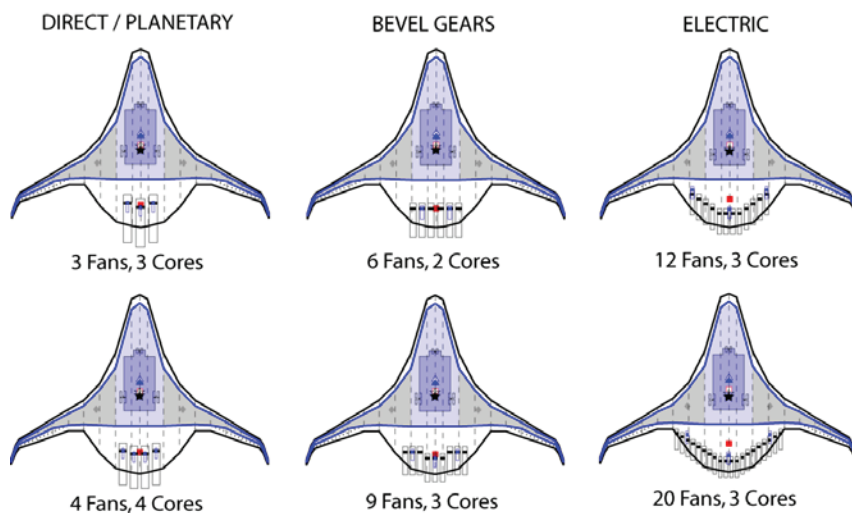 DIRECT / PLANETARY
BEVEL GEARS
ELECTRIC
3 Fans, 3 Cores
6 Fans, 2 Cores
12 Fans, 3 Cores
4 Fans, 4 Cores
9 Fans, 3 Cores
20 Fans, 3 Cores